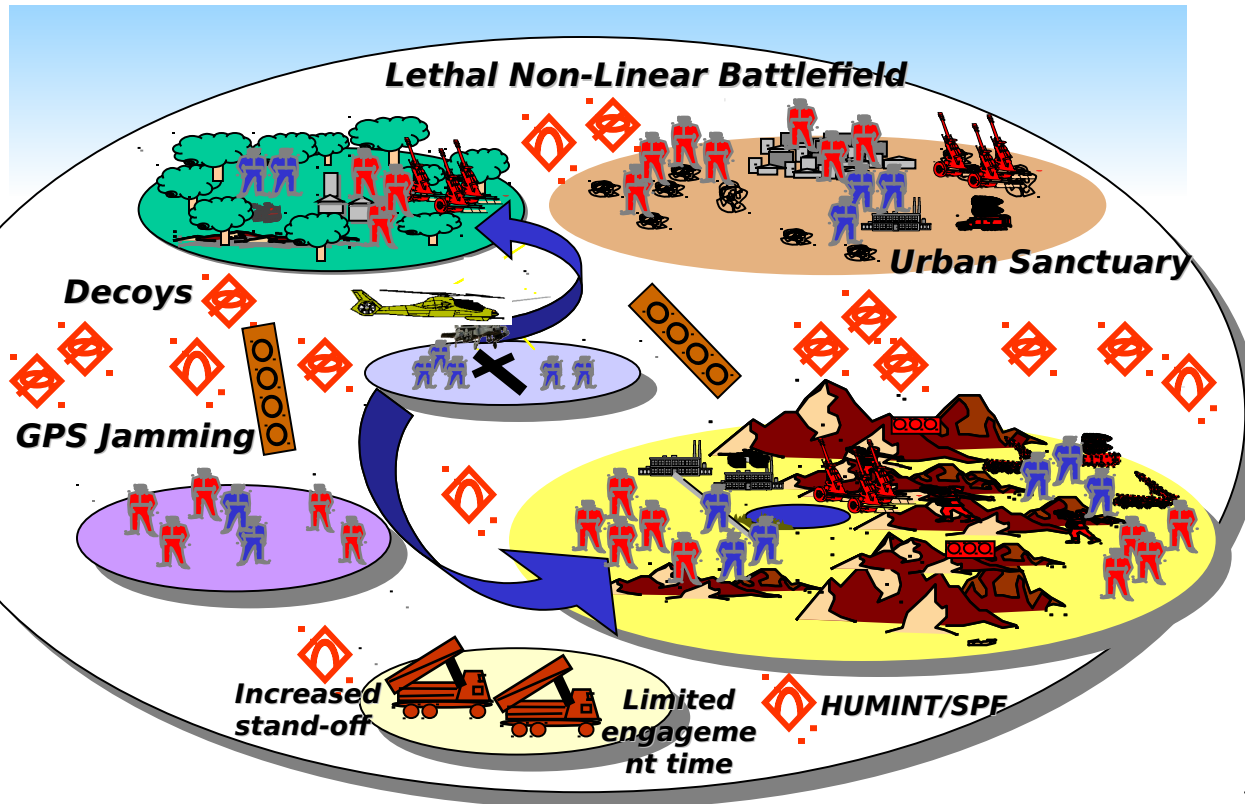 Lethal Non-Linear Battlefield
Urban Sanctuary
Decoys
GPS Jamming
Increased
stand-off
Limited
engageme
nt time
HUMINT/SPF